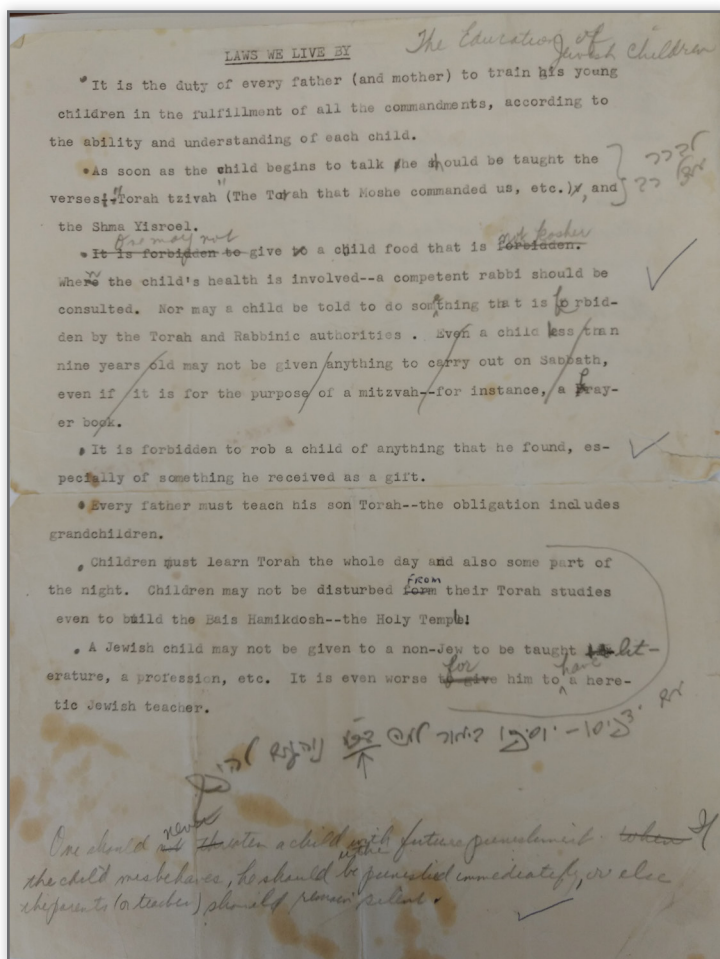 LAWS WE LIVE BY
The Education of
Jewish Children
•It is the duty of every father (and mother) to train his young
children in the fulfillment of all the commandments, according to
the ability and understanding of each child.
•As soon as the child begins to talk he should be taught the
verses: "Torah tzivah" (The Torah that Moshe commanded us, etc.), and
the Shma Yisroel.
One may not not kosher
•It is forbidden to give to a child food that is forbidden.
Where the child's health is involved--a competent rabbi should be
consulted. Nor may a child be told to do somthing that is forbid-
den by the Torah and Rabbinic authorities . Even a child less than
nine years old may not be given anything to carry out on Sabbath,
even if it is for the purpose of a mitzvah--for instance, a Pray-
er book.
•It is forbidden to rob a child of anything that he found, es-
pecially of something he received as a gift.
•Every father must teach his son Torah--the obligation includes
grandchildren.
•Children must learn Torah the whole day and also some part of
FROM
the night. Children may not be disturbed form their Torah studies
even to build the Bais Hamikdosh--the Holy Temple!
•A Jewish child may not be given to a non-Jew to be taught lit-
for have
erature, a profession, etc. It is even worse to give him to a here-
tic Jewish teacher.
never
One should not threaten a child with future punishment. when If
the child misbehaves, he should be punished immediately, or else
the parents (or teacher) should remain silent.